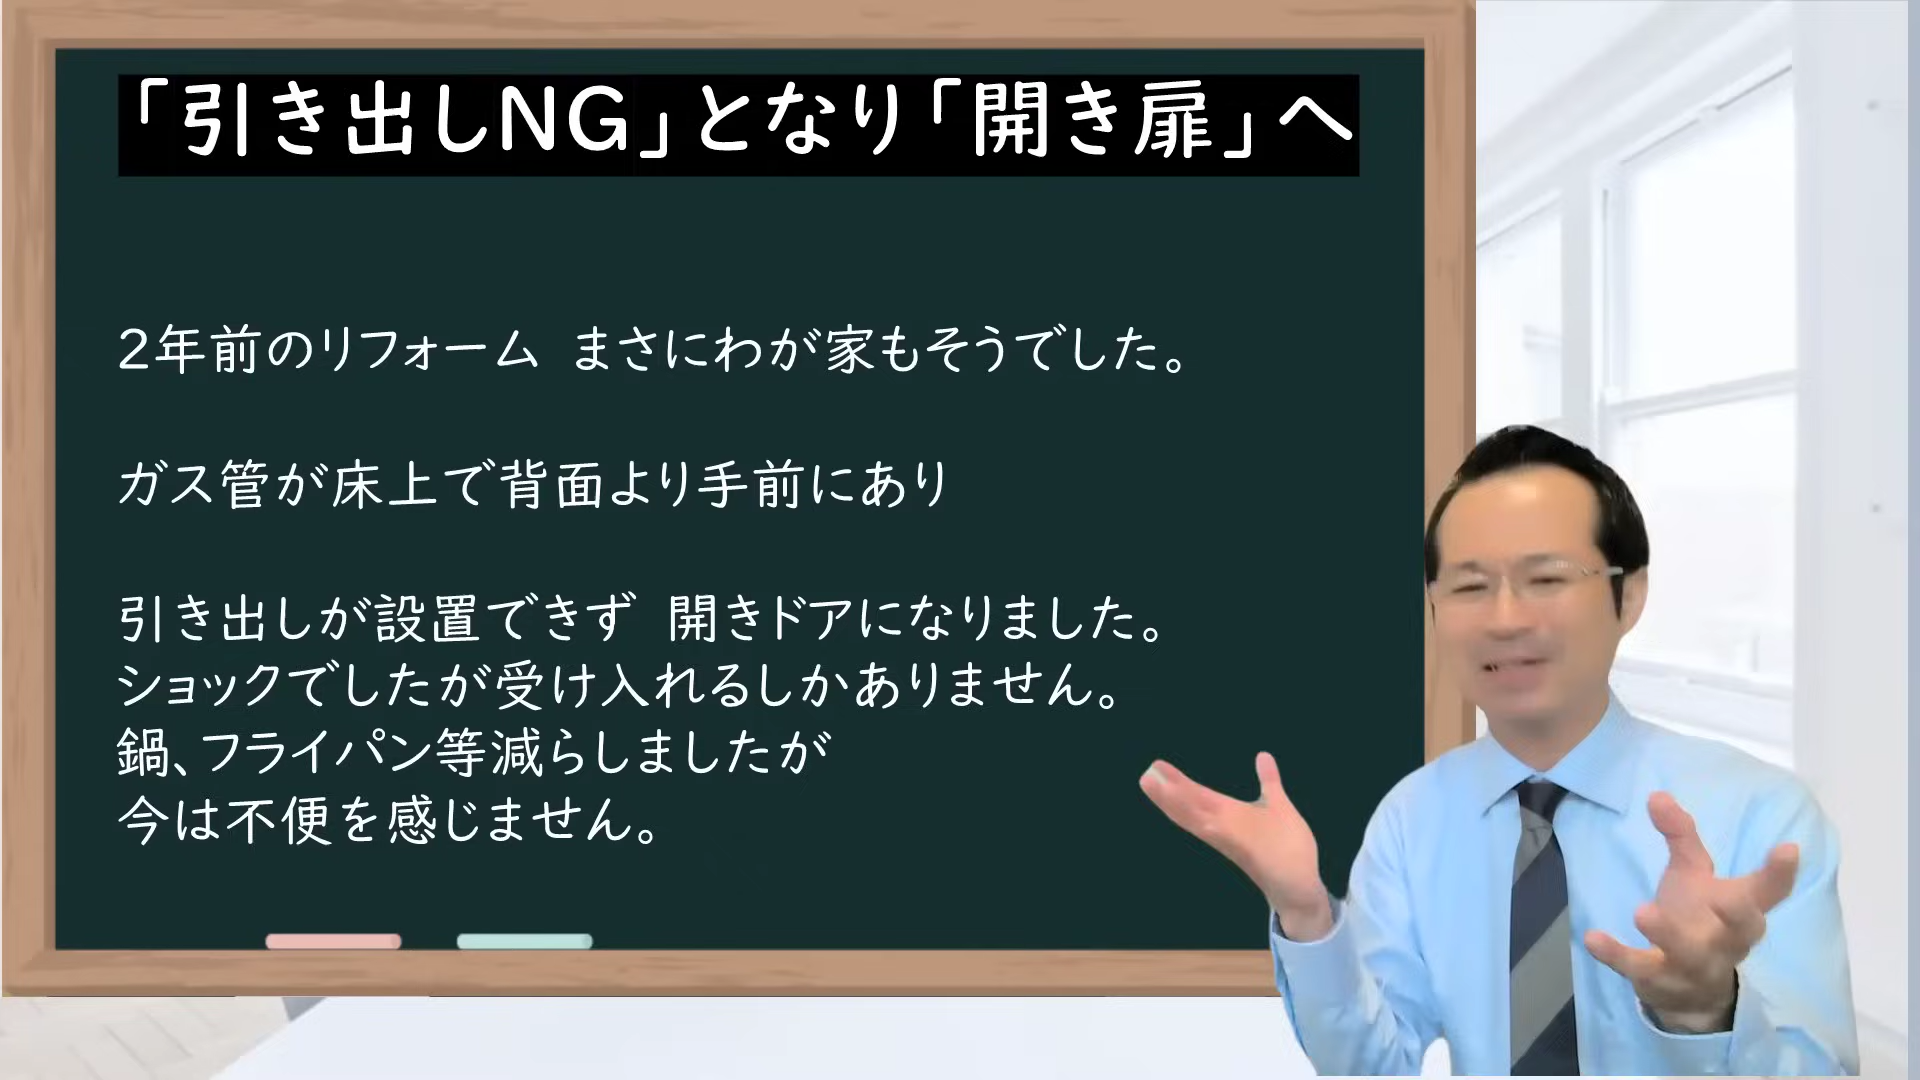 「引き出しNG」となり「開き扉」へ
2年前のリフォーム まさにわが家もそうでした。
ガス管が床上で背面より手前にあり
引き出しが設置できず 開きドアになりました。
ショックでしたが受け入れるしかありません。
鍋、フライパン等減らしましたが
今は不便を感じません。